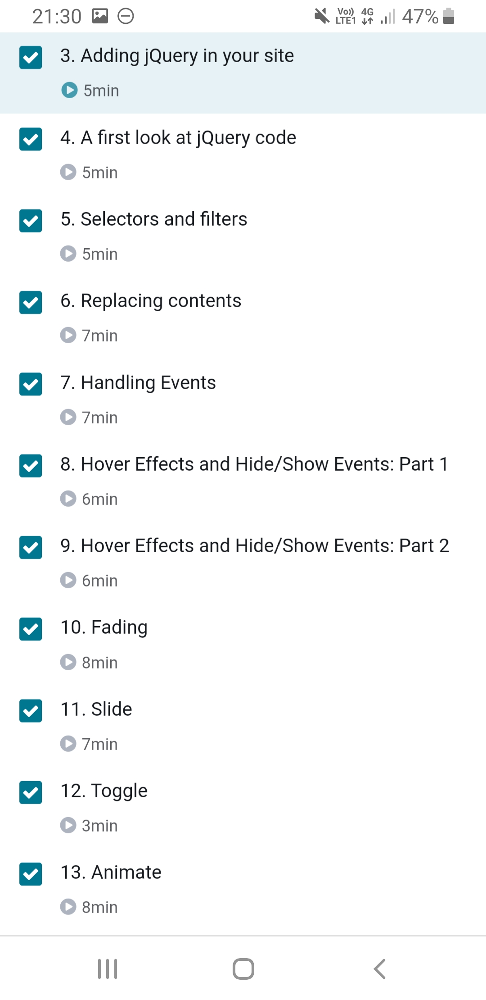 21:30 Vo)) LTE1 4G 47%
3. Adding jQuery in your site
5min
4. A first look at jQuery code
5min
5. Selectors and filters
5min
6. Replacing contents
7min
7. Handling Events
7min
8. Hover Effects and Hide/Show Events: Part 1
6min
9. Hover Effects and Hide/Show Events: Part 2
6min
10. Fading
8min
11. Slide
7min
12. Toggle
3min
13. Animate
8min